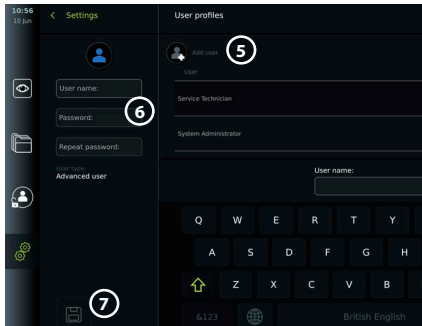 10:56
10 Jun
Settings
User profiles
Add user
5
User
User name:
Service Technician
6
Password:
System Administrator
Repeat password:
User type
Advanced user
User name:
Q W E R T Y
A S D F G H
Z X C V B
7
&123
British English